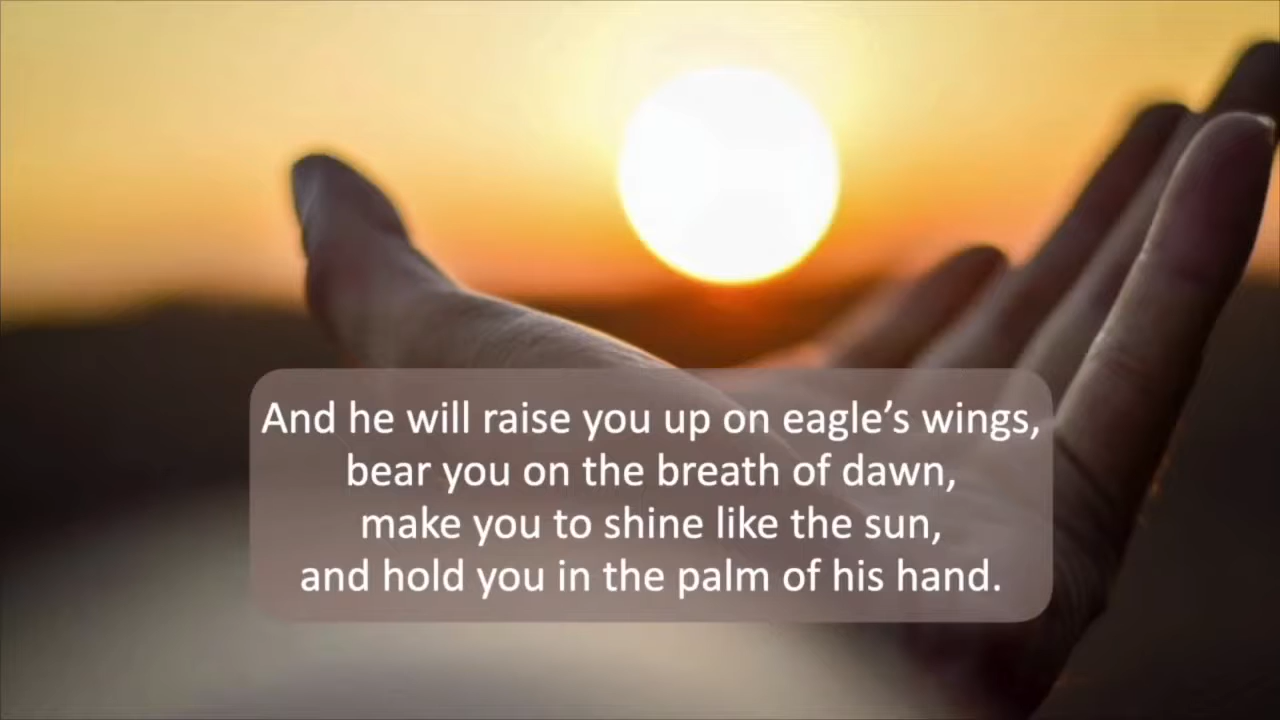 And he will raise you up on eagle’s wings,
bear you on the breath of dawn,
make you to shine like the sun,
and hold you in the palm of his hand.